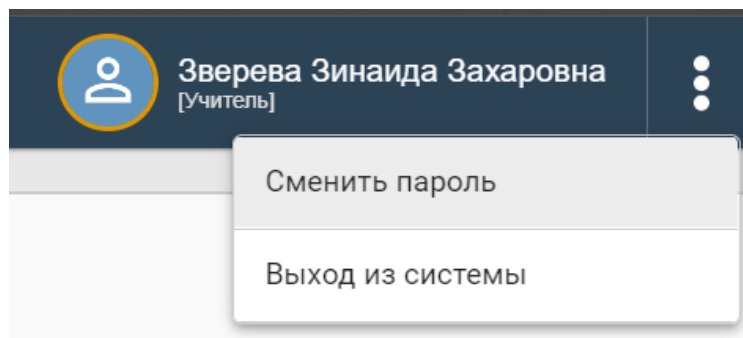 Зверева Зинаида Захаровна
[Учитель]
Сменить пароль
Выход из системы